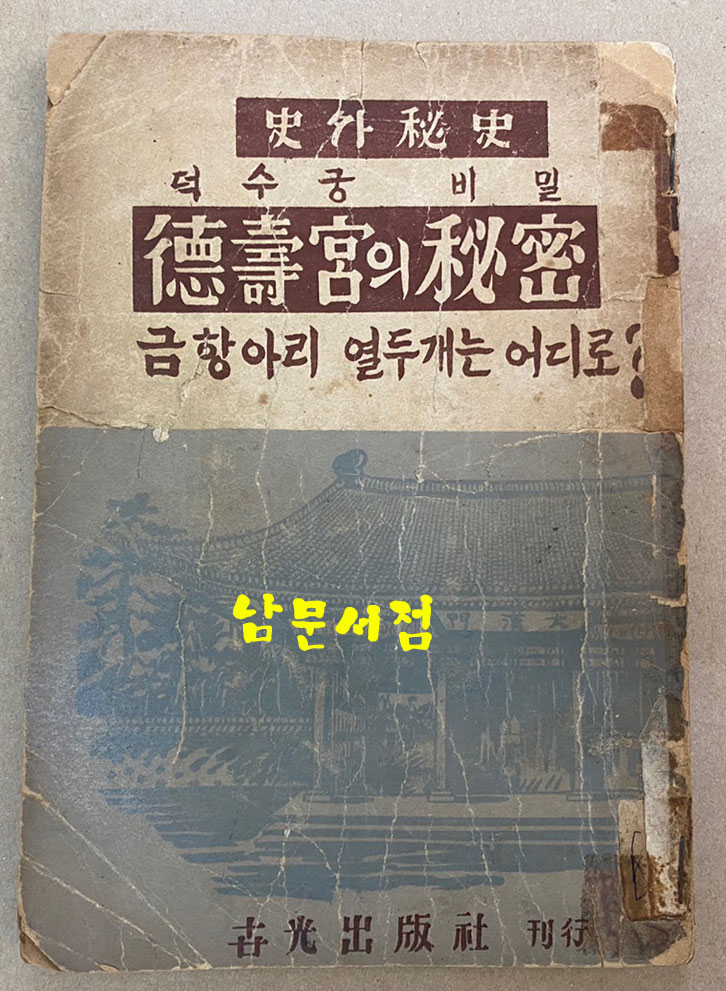 史外秘史
덕수궁 비밀
德壽宮의秘密
금항아리 열두개는 어디로?
남문서점
光出版社 刊行